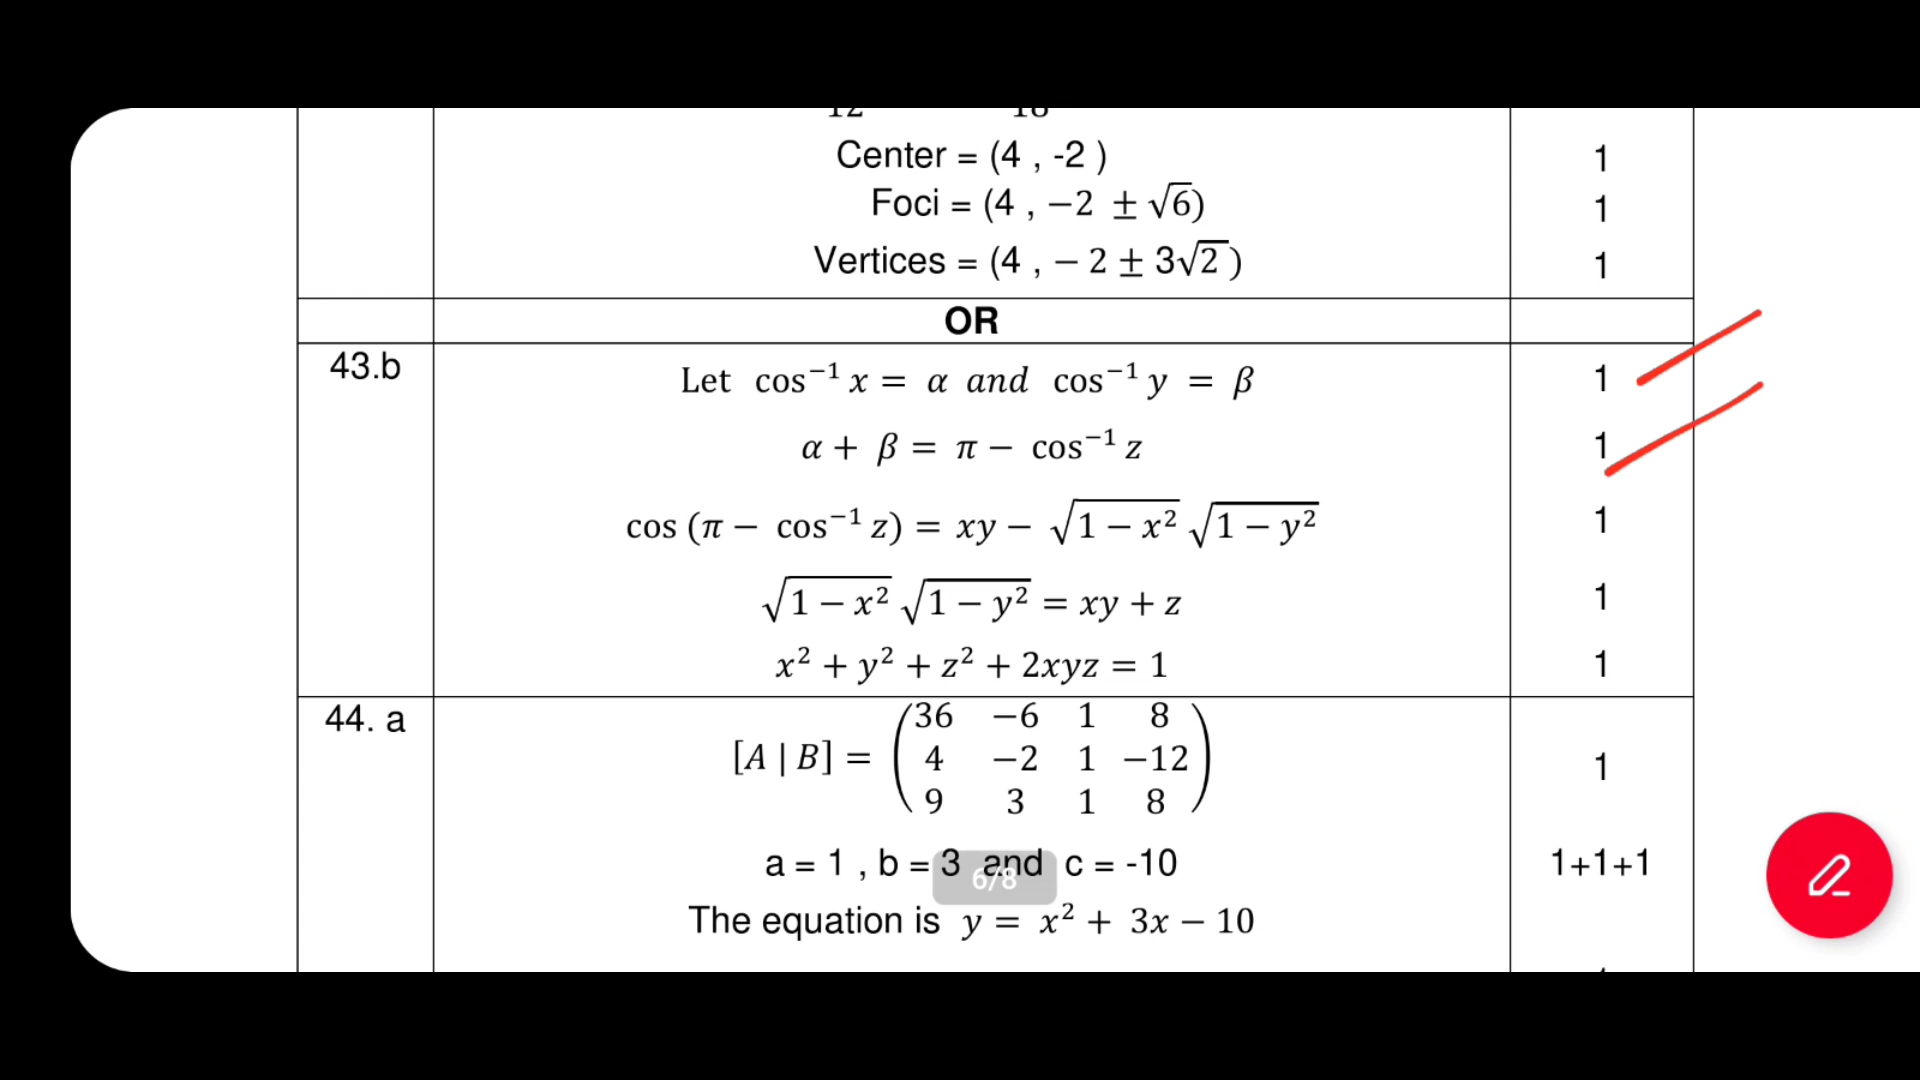 Center = (4 , -2 ) 1
Foci = (4 , −2 ± √6) 1
Vertices = (4 , − 2 ± 3√2 ) 1
OR
43.b Let cos⁻¹ x = α and cos⁻¹ y = β 1
α + β = π − cos⁻¹ z 1
cos (π − cos⁻¹ z) = xy − √(1 − x²) √(1 − y²) 1
√(1 − x²) √(1 − y²) = xy + z 1
x² + y² + z² + 2xyz = 1 1
44. a
36 −6 1 8
[A | B] = 4 −2 1 −12 1
9 3 1 8
a = 1 , b = 3 and c = -10 1+1+1
6/8
The equation is y = x² + 3x − 10